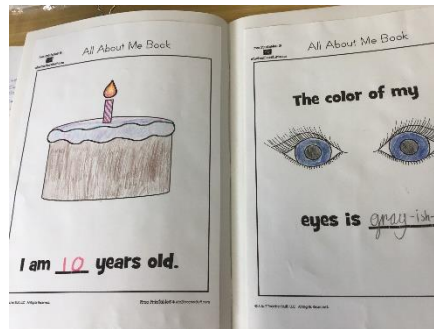 All About Me Book
I am 10 years old.
All About Me Book
The color of my
eyes is gray-ish-